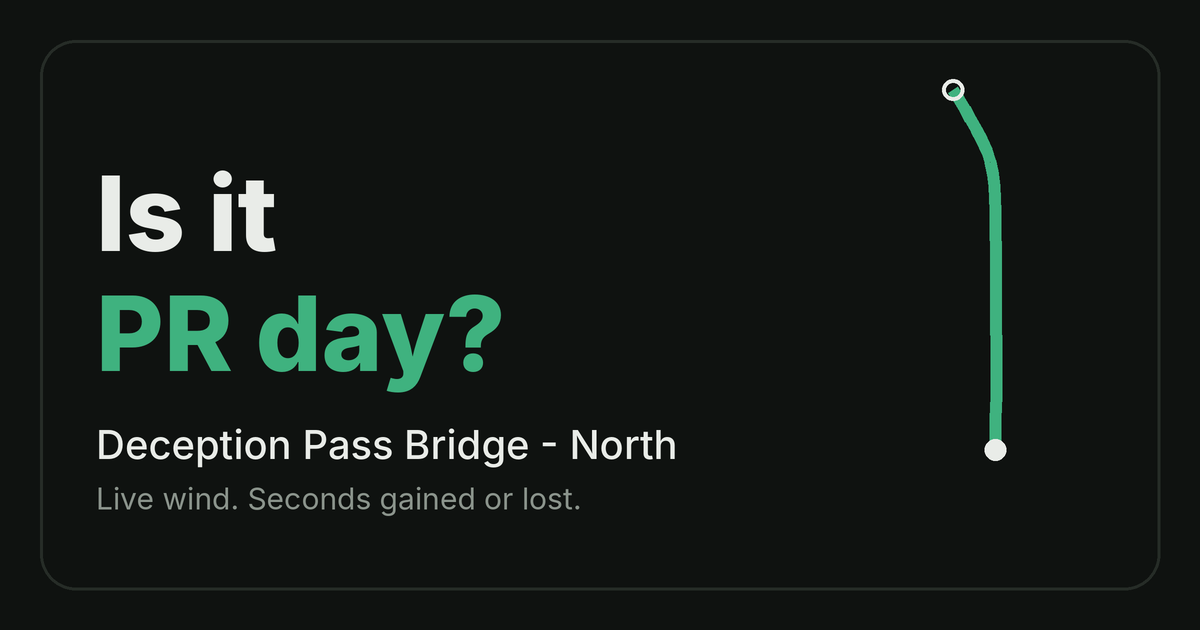 Is it
PR day?
Deception Pass Bridge - North
Live wind. Seconds gained or lost.